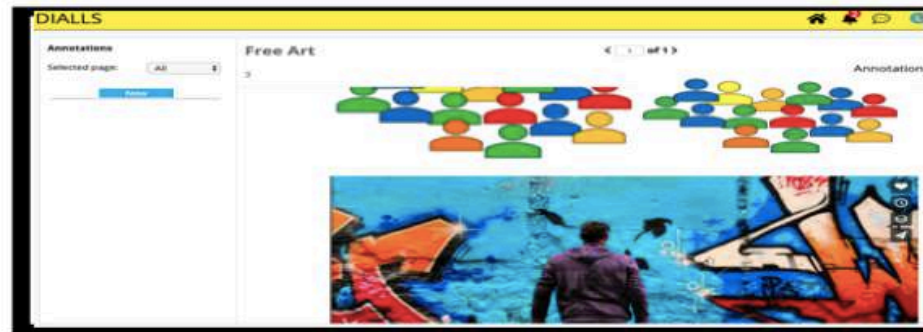 DIALLS
Annotations
Free Art
of 1
Selected page:
All
Annotation